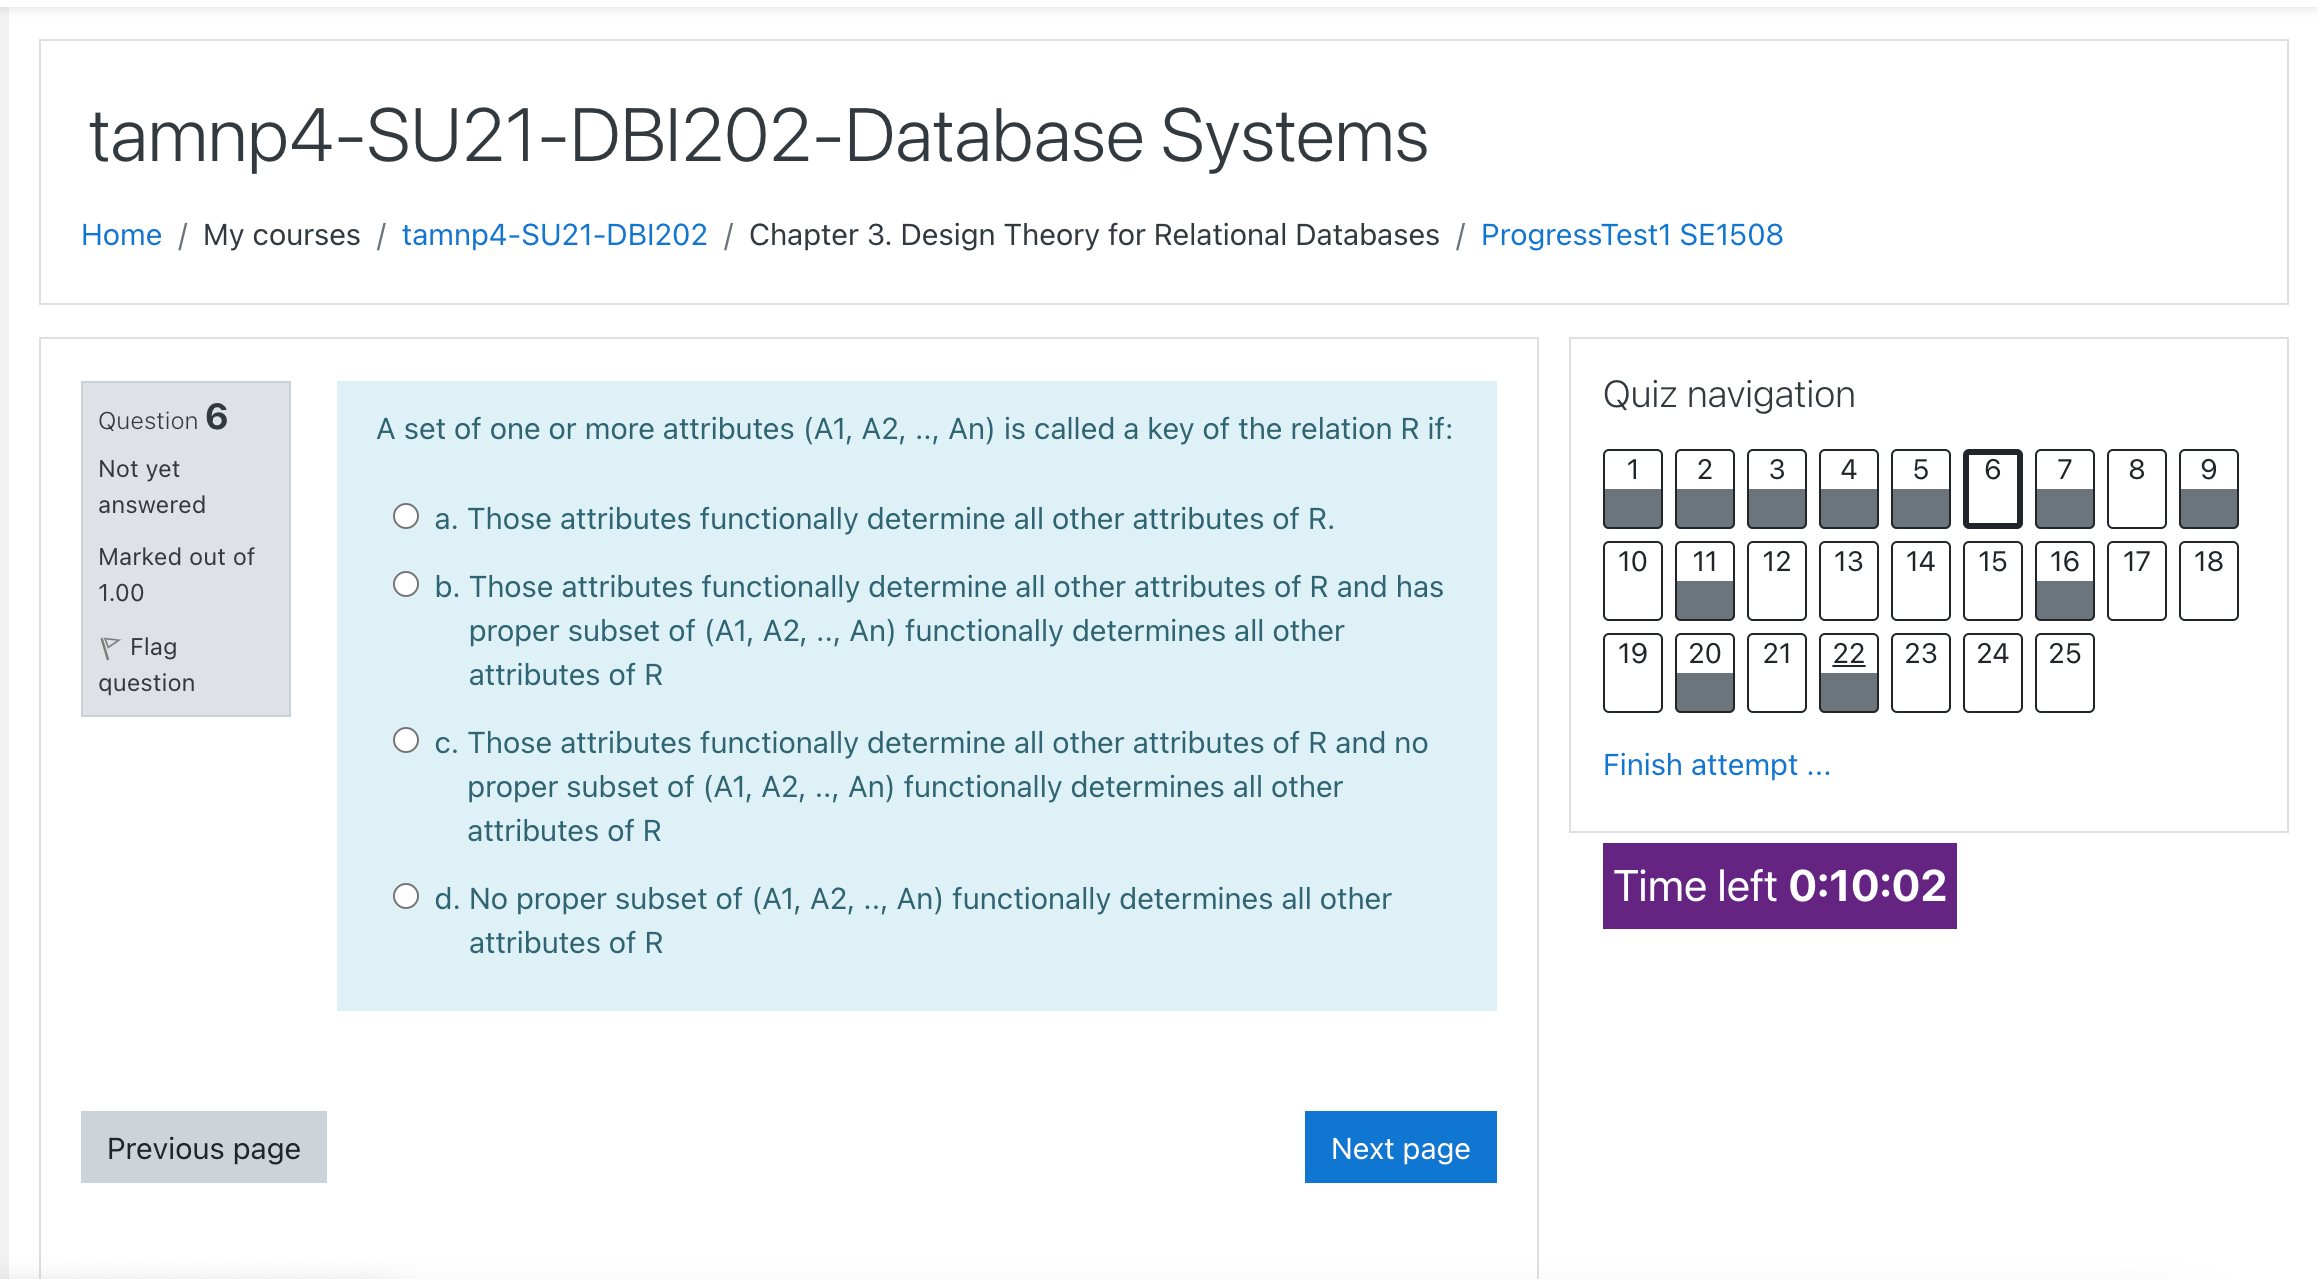 tamnp4-SU21-DBI202-Database Systems
Home / My courses / tamnp4-SU21-DBI202 / Chapter 3. Design Theory for Relational Databases / ProgressTest1 SE1508
Question 6
Not yet
answered
Marked out of
1.00
Flag
question
A set of one or more attributes (A1, A2, .., An) is called a key of the relation R if:
a. Those attributes functionally determine all other attributes of R.
b. Those attributes functionally determine all other attributes of R and has
proper subset of (A1, A2, .., An) functionally determines all other
attributes of R
c. Those attributes functionally determine all other attributes of R and no
proper subset of (A1, A2, .., An) functionally determines all other
attributes of R
d. No proper subset of (A1, A2, .., An) functionally determines all other
attributes of R
Previous page
Next page
Quiz navigation
1 2 3 4 5 6 7 8 9
10 11 12 13 14 15 16 17 18
19 20 21 22 23 24 25
Finish attempt ...
Time left 0:10:02